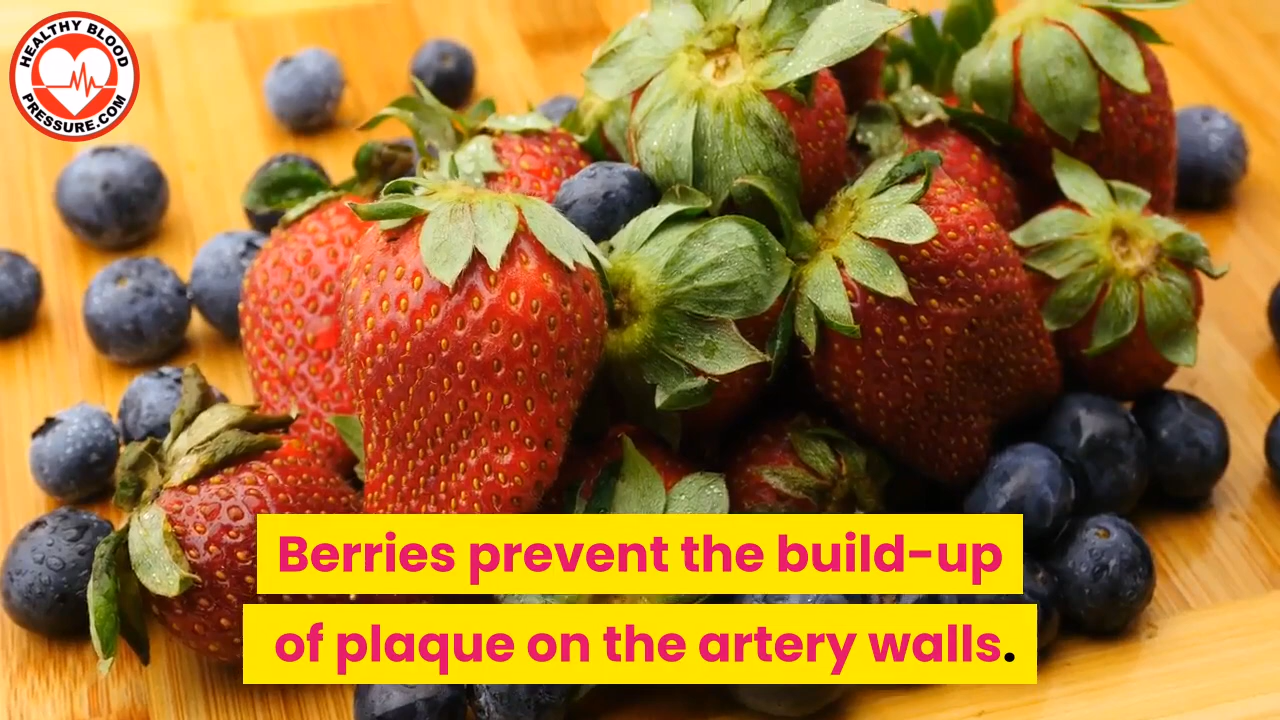 HEALTHY BLOOD
PRESSURE.COM
Berries prevent the build-up
of plaque on the artery walls.